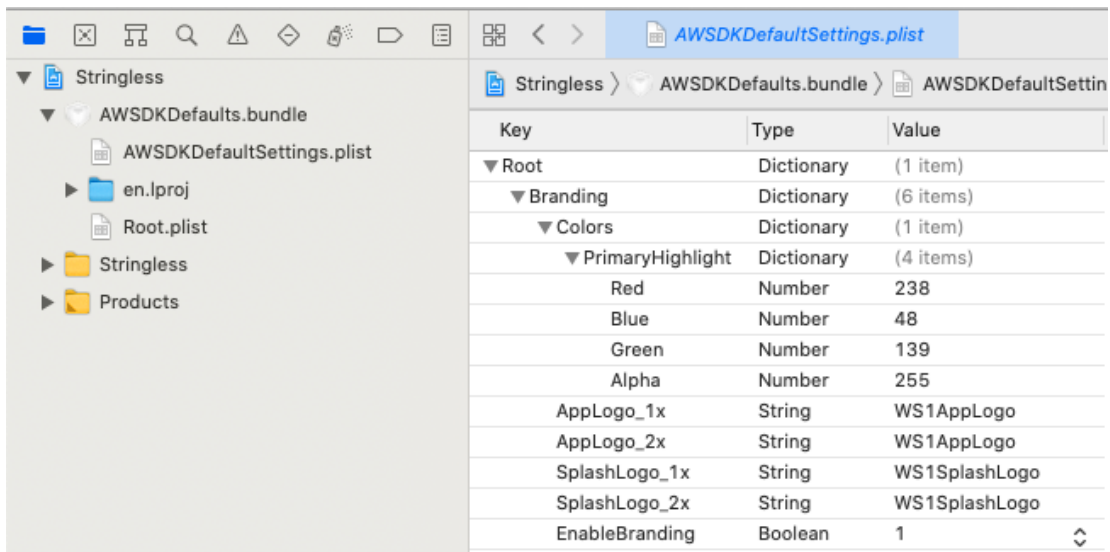 AWSDKDefaultSettings.plist
Stringless
AWSDKDefaults.bundle
AWSDKDefaultSettings.plist
en.lproj
Root.plist
Stringless
Products
Stringless 〉 AWSDKDefaults.bundle 〉 AWSDKDefaultSettin
Key Type Value
Root Dictionary (1 item)
Branding Dictionary (6 items)
Colors Dictionary (1 item)
PrimaryHighlight Dictionary (4 items)
Red Number 238
Blue Number 48
Green Number 139
Alpha Number 255
AppLogo_1x String WS1AppLogo
AppLogo_2x String WS1AppLogo
SplashLogo_1x String WS1SplashLogo
SplashLogo_2x String WS1SplashLogo
EnableBranding Boolean 1